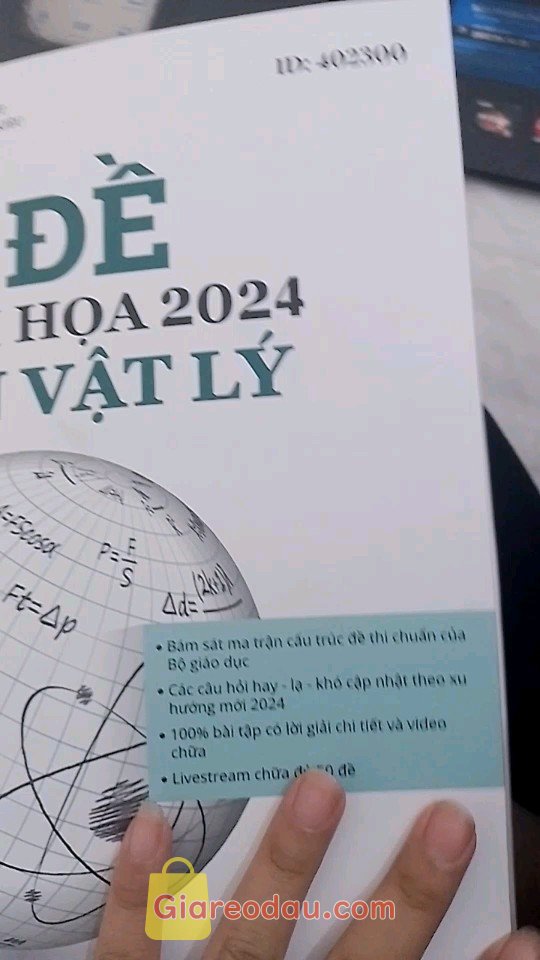 ID: 402300
ĐỀ
HỌA 2024
VẬT LÝ
P=F/S
Ft=Δp
Δd=
• Bám sát ma trận cấu trúc đề thi chuẩn của
Bộ giáo dục
• Các câu hỏi hay - lạ - khó cập nhật theo xu
hướng mới 2024
• 100% bài tập có lời giải chi tiết và video
chữa
• Livestream chữa đề
Giareodau.com